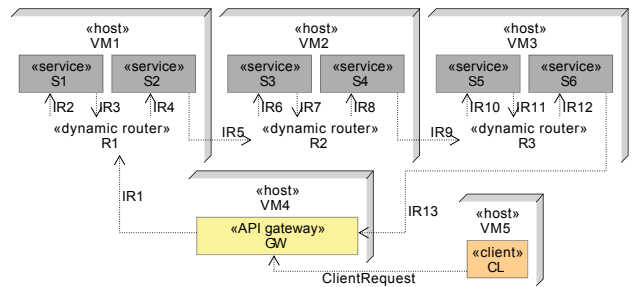 «host»
VM1
«service»
S1
«service»
S2
IR2
IR3
IR4
«dynamic router»
R1
«host»
VM2
«service»
S3
«service»
S4
IR5
IR6
IR7
IR8
«dynamic router»
R2
«host»
VM3
«service»
S5
«service»
S6
IR9
IR10
IR11
IR12
«dynamic router»
R3
IR1
«host»
VM4
«API gateway»
GW
IR13
«host»
VM5
«client»
CL
ClientRequest